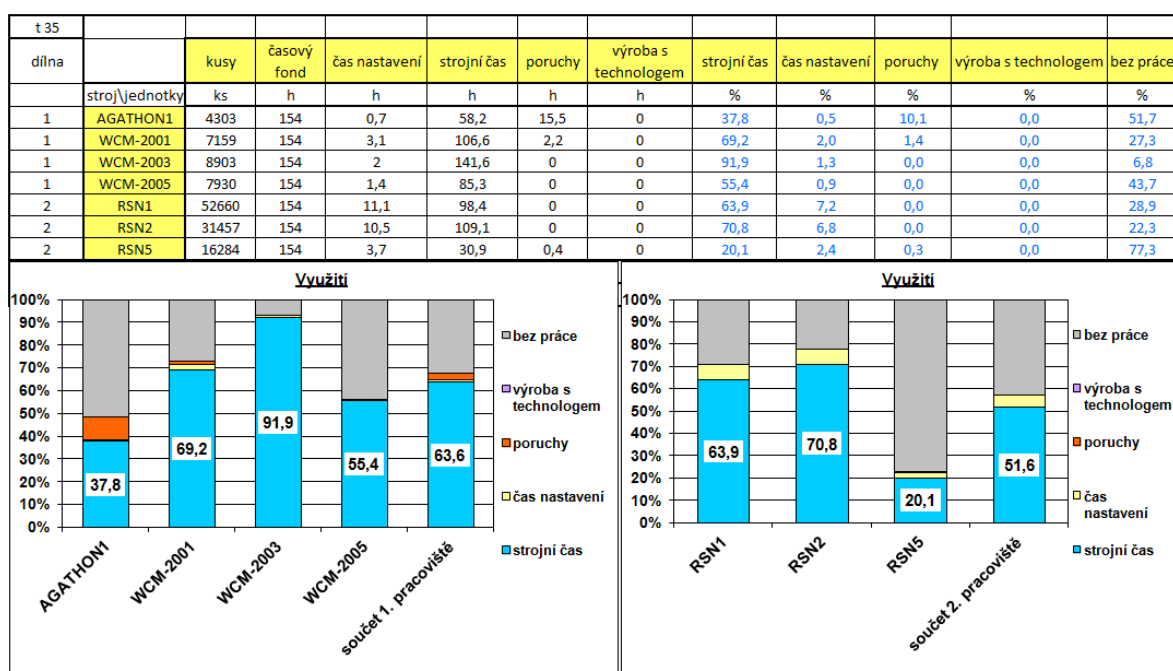 t 35
dílna kusy časový fond čas nastavení strojní čas poruchy výroba s technologem strojní čas čas nastavení poruchy výroba s technologem bez práce
stroj\jednotky ks h h h h h % % % % %
1 AGATHON1 4303 154 0,7 58,2 15,5 0 37,8 0,5 10,1 0,0 51,7
1 WCM-2001 7159 154 3,1 106,6 2,2 0 69,2 2,0 1,4 0,0 27,3
1 WCM-2003 8903 154 2 141,6 0 0 91,9 1,3 0,0 0,0 6,8
1 WCM-2005 7930 154 1,4 85,3 0 0 55,4 0,9 0,0 0,0 43,7
2 RSN1 52660 154 11,1 98,4 0 0 63,9 7,2 0,0 0,0 28,9
2 RSN2 31457 154 10,5 109,1 0 0 70,8 6,8 0,0 0,0 22,3
2 RSN5 16284 154 3,7 30,9 0,4 0 20,1 2,4 0,3 0,0 77,3
Využití
100%
90%
80%
70%
60%
50%
40%
30%
20%
10%
0%
37,8
69,2
91,9
55,4
63,6
AGATHON1
WCM-2001
WCM-2003
WCM-2005
součet 1. pracoviště
bez práce
výroba s
technologem
poruchy
čas nastavení
strojní čas
Využití
100%
90%
80%
70%
60%
50%
40%
30%
20%
10%
0%
63,9
70,8
20,1
51,6
RSN1
RSN2
RSN5
součet 2. pracoviště
bez práce
výroba s
technologem
poruchy
čas
nastavení
strojní čas